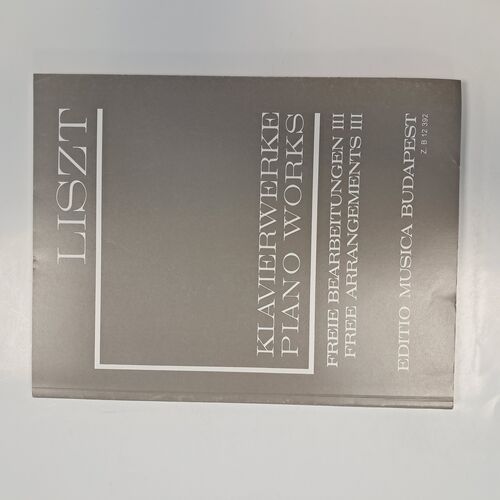 LISZT
KLAVIERWERKE
PIANO WORKS
FREIE BEARBEITUNGEN III
FREE ARRANGEMENTS III
EDITIO MUSICA BUDAPEST
Z. B 12 392